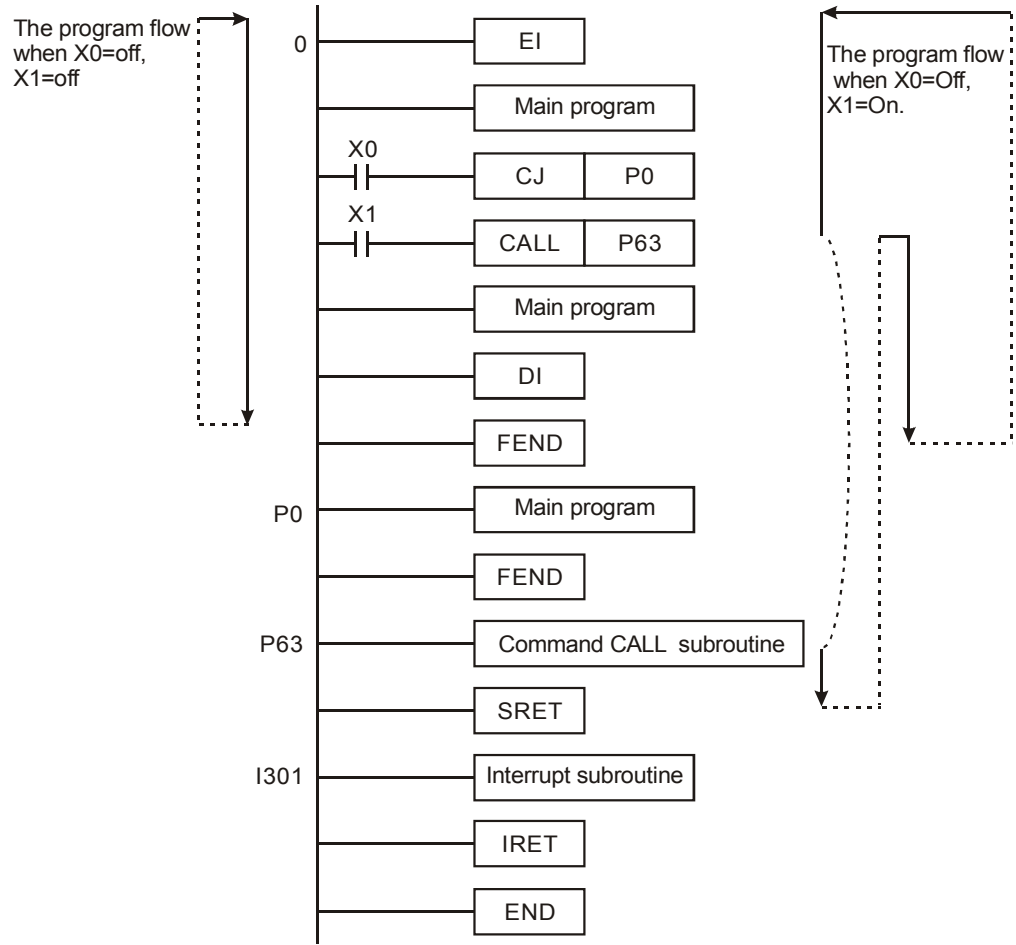 The program flow
when X0=off,
X1=off
0
EI
The program flow
when X0=Off,
X1=On.
Main program
X0
CJ P0
X1
CALL P63
Main program
DI
FEND
P0 Main program
FEND
P63 Command CALL subroutine
SRET
I301 Interrupt subroutine
IRET
END